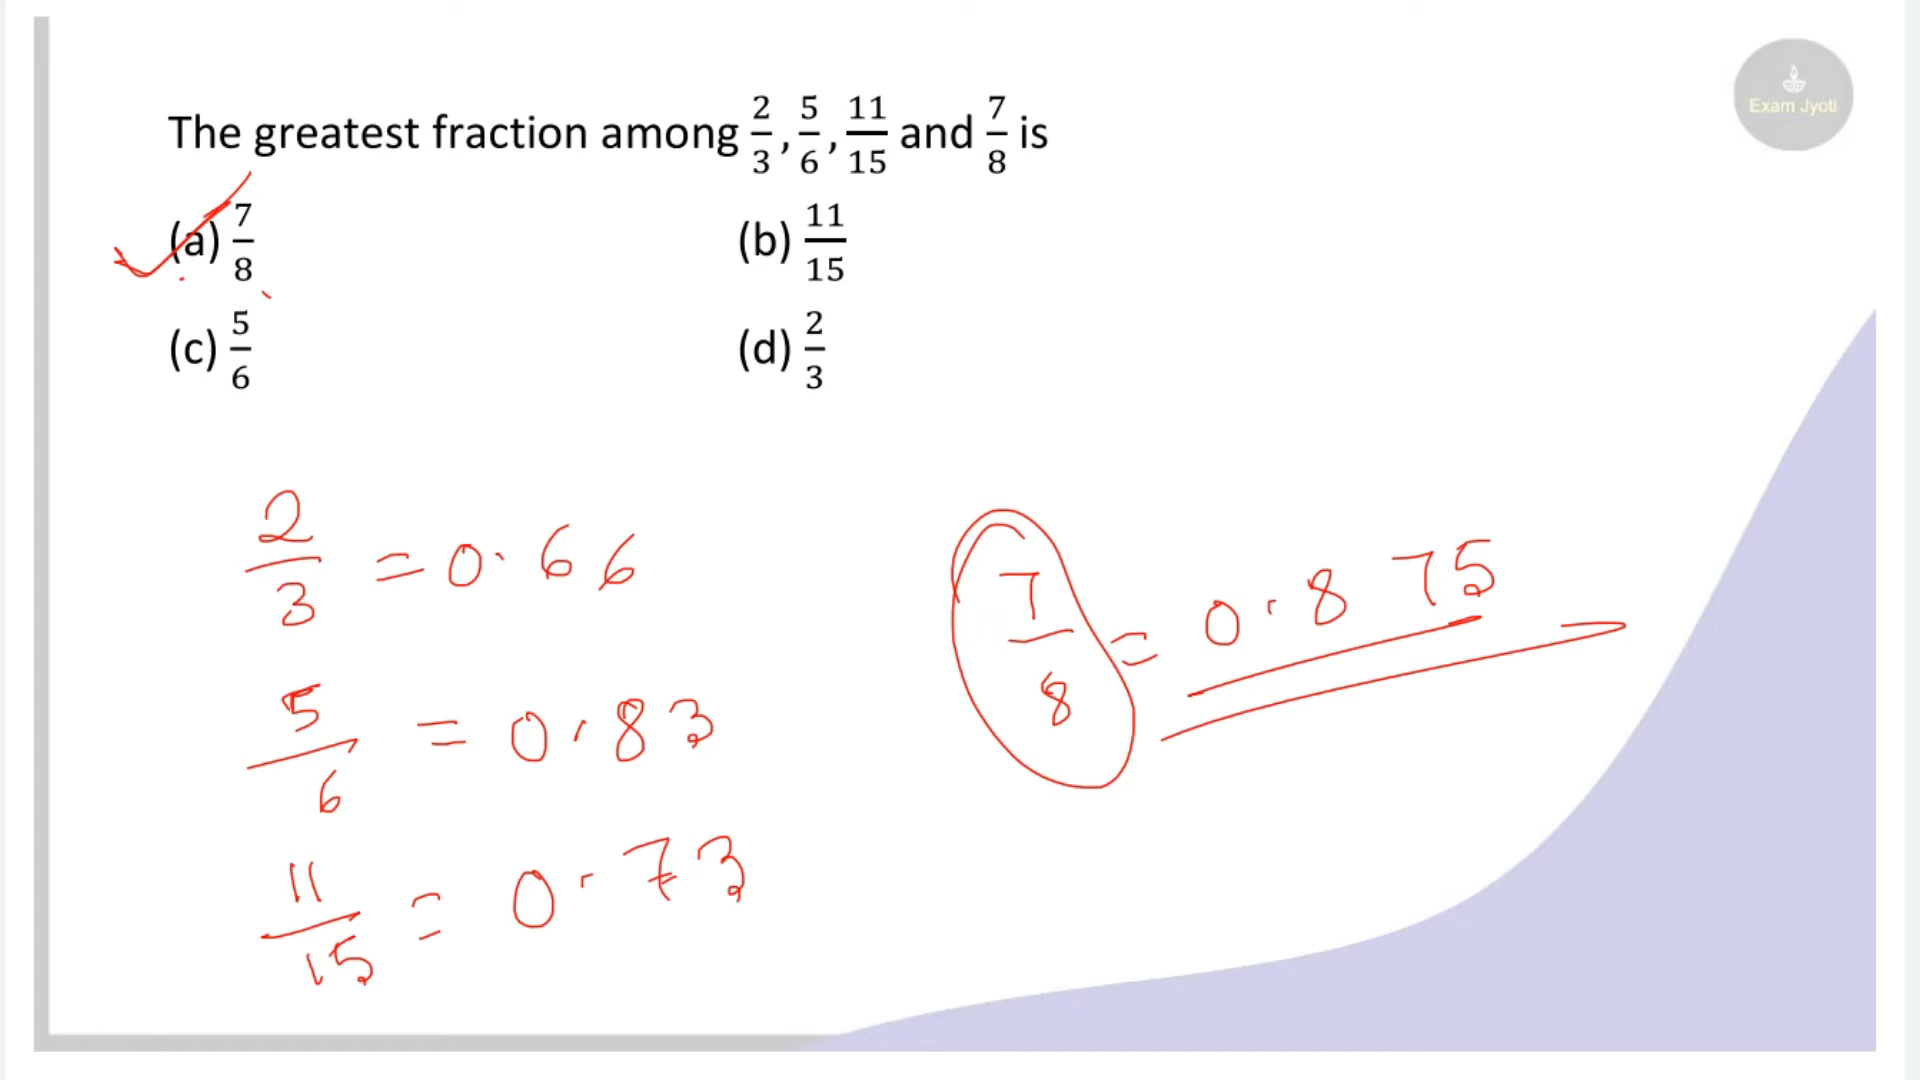 Exam Jyoti
The greatest fraction among 2/3, 5/6, 11/15 and 7/8 is
(a) 7/8 (b) 11/15
(c) 5/6 (d) 2/3
2/3 = 0.66
5/6 = 0.83
11/15 = 0.73
7/8 = 0.875